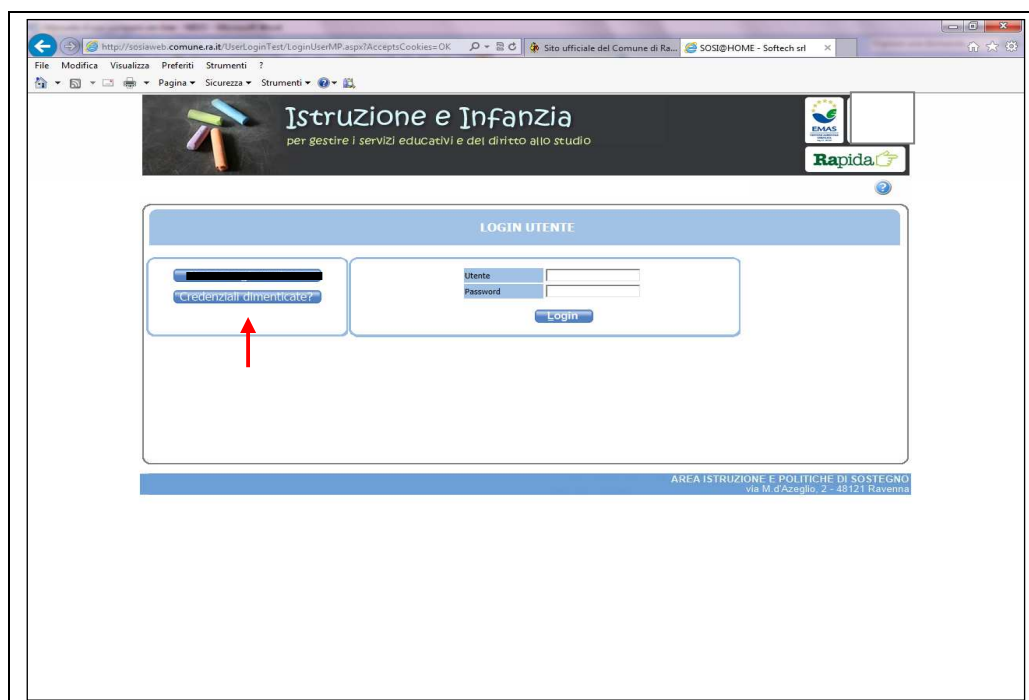 http://sosiaweb.comune.ra.it/UserLoginTest/LoginUserMP.aspx?AcceptsCookies=OK
Sito ufficiale del Comune di Ra...
SOSI@HOME - Softech srl
File Modifica Visualizza Preferiti Strumenti ?
Pagina Sicurezza Strumenti
Istruzione e Infanzia
per gestire i servizi educativi e del diritto allo studio
EMAS
Rapida
LOGIN UTENTE
Utente
Credenziali dimenticate?
Password
Login
AREA ISTRUZIONE E POLITICHE DI SOSTEGNO
via M.d'Azeglio, 2 - 48121 Ravenna